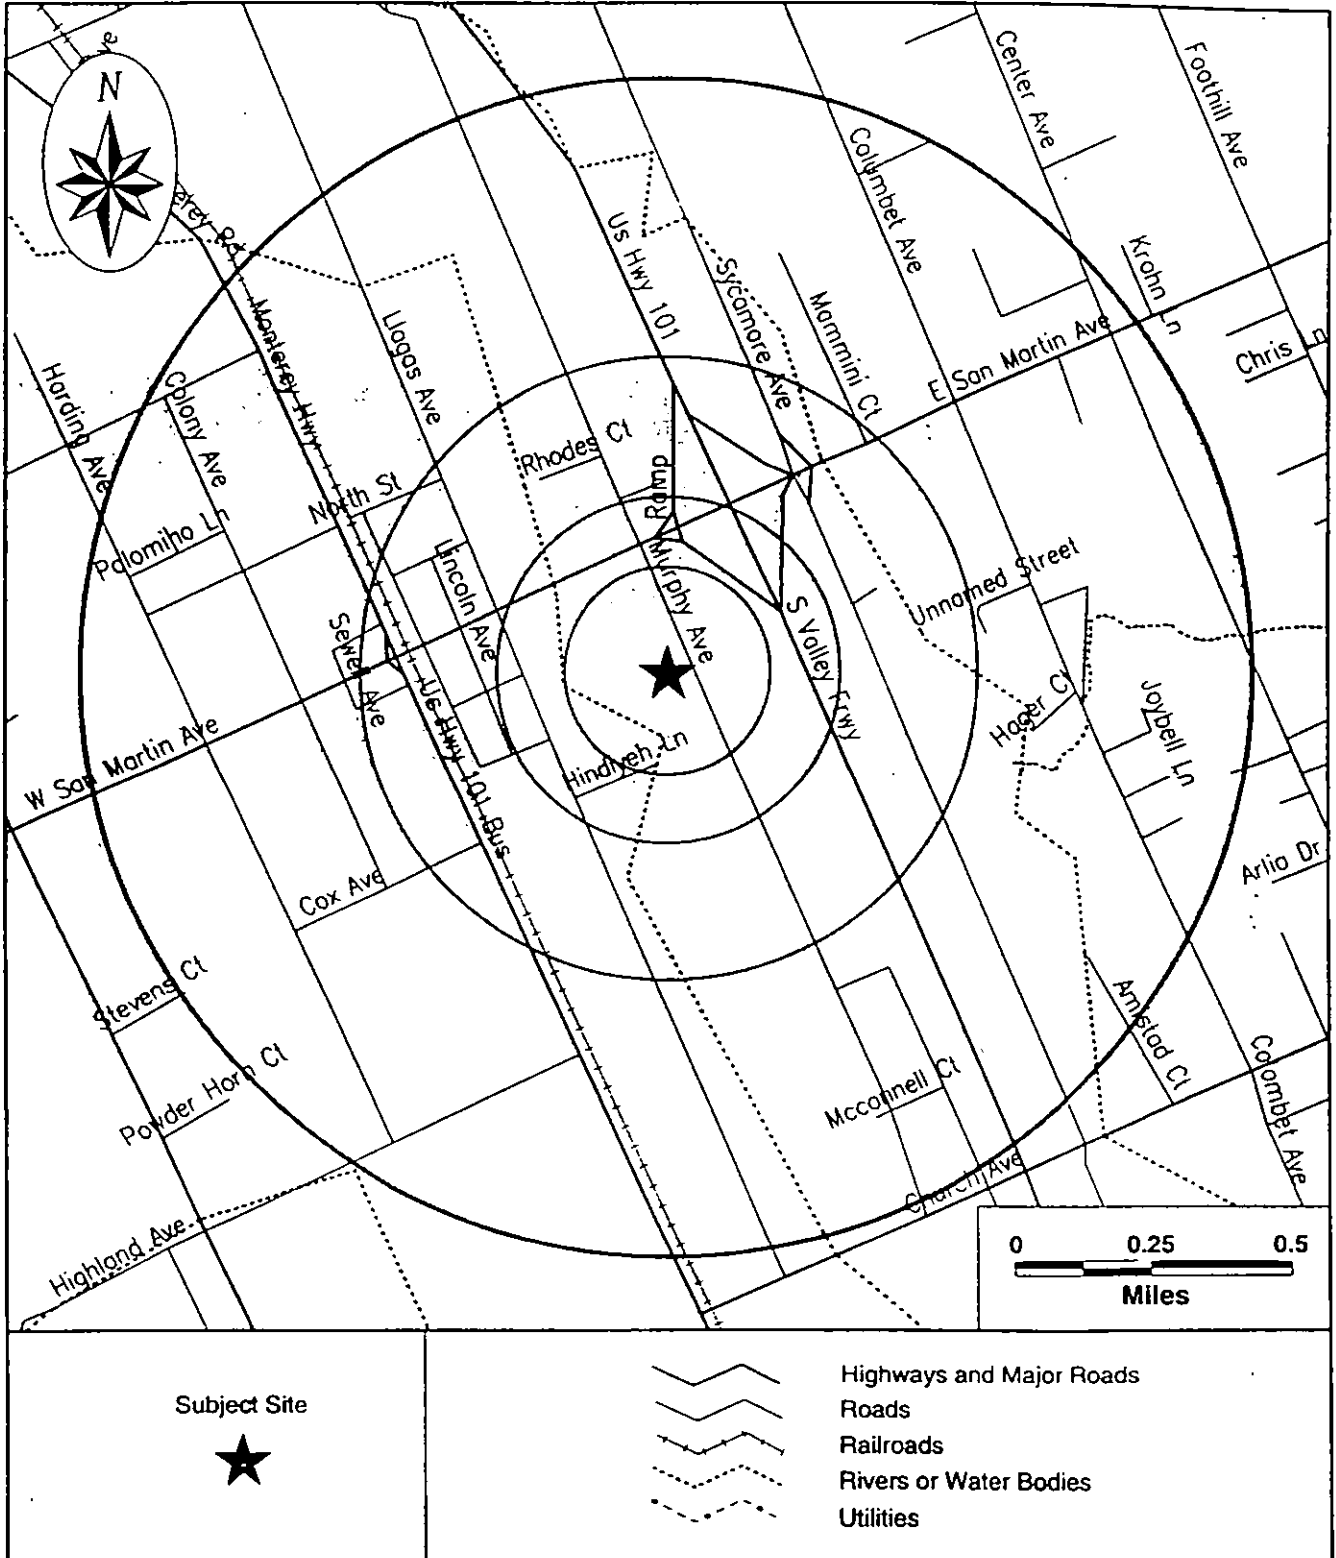 N
Center Ave
Foothill Ave
Columbet Ave
Us Hwy 101
Sycamore Ave
Mammini Ct
Krohn Ln
E San Martin Ave
Chris Ln
erey Rd
Monterey Hwy
Llagas Ave
Harding Ave
Colony Ave
Rhodes Ct
North St
Ramp
Palomiho Ln
Lincoln Ave
Murphy Ave
Unnamed Street
S Valley Frwy
Ave
Us Hwy 101 Bus
Hager Ct
Joybell Ln
W San Martin Ave
Hindiyeh Ln
Arlia Dr
Cox Ave
Stevens Ct
Amistad Ct
Powder Horn Ct
Mcconnell Ct
Colombet Ave
Church Ave
Highland Ave
0 0.25 0.5
Miles
Subject Site
Highways and Major Roads
Roads
Railroads
Rivers or Water Bodies
Utilities